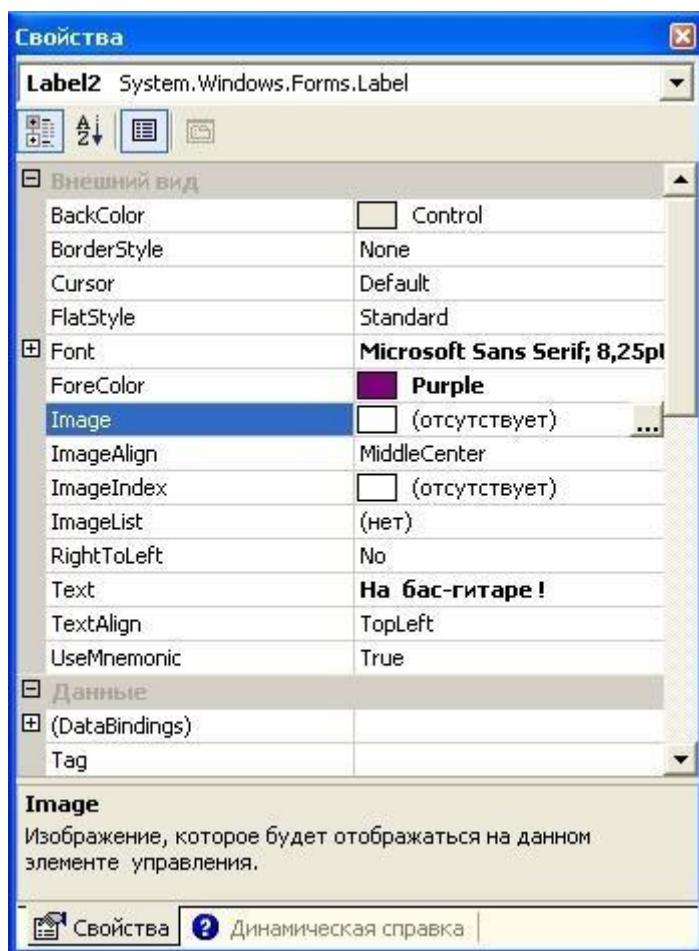 Свойства
Label2 System.Windows.Forms.Label
Внешний вид
BackColor Control
BorderStyle None
Cursor Default
FlatStyle Standard
Font Microsoft Sans Serif; 8,25pt
ForeColor Purple
Image (отсутствует) ...
ImageAlign MiddleCenter
ImageIndex (отсутствует)
ImageList (нет)
RightToLeft No
Text На бас-гитаре !
TextAlign TopLeft
UseMnemonic True
Данные
(DataBindings)
Tag
Image
Изображение, которое будет отображаться на данном
элементе управления.
Свойства Динамическая справка